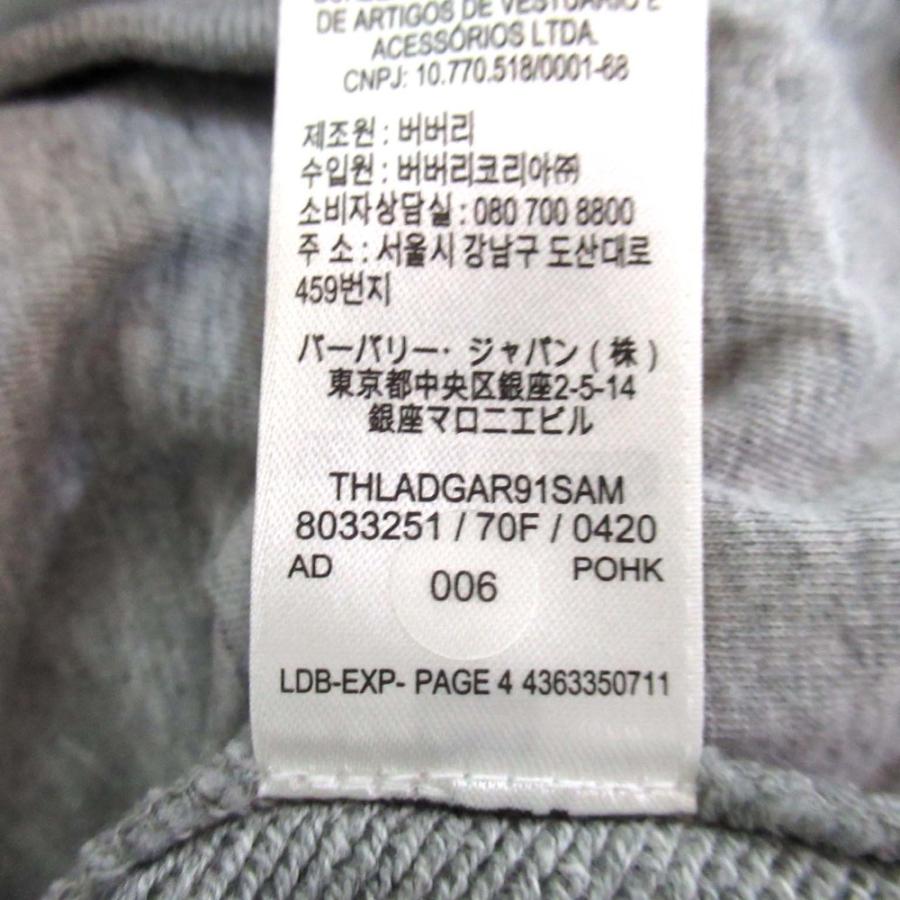 DE ARTIGOS DE VESTUÁRIO E
ACESSÓRIOS LTDA.
CNPJ: 10.770.518/0001-68
제조원 : 버버리
수입원 : 버버리코리아㈜
소비자상담실 : 080 700 8800
주 소 : 서울시 강남구 도산대로
459번지
バーバリー・ジャパン ( 株 )
東京都中央区銀座2-5-14
銀座マロニエビル
THLADGAR91SAM
8033251 / 70F / 0420
AD 006 POHK
LDB-EXP- PAGE 4 4363350711